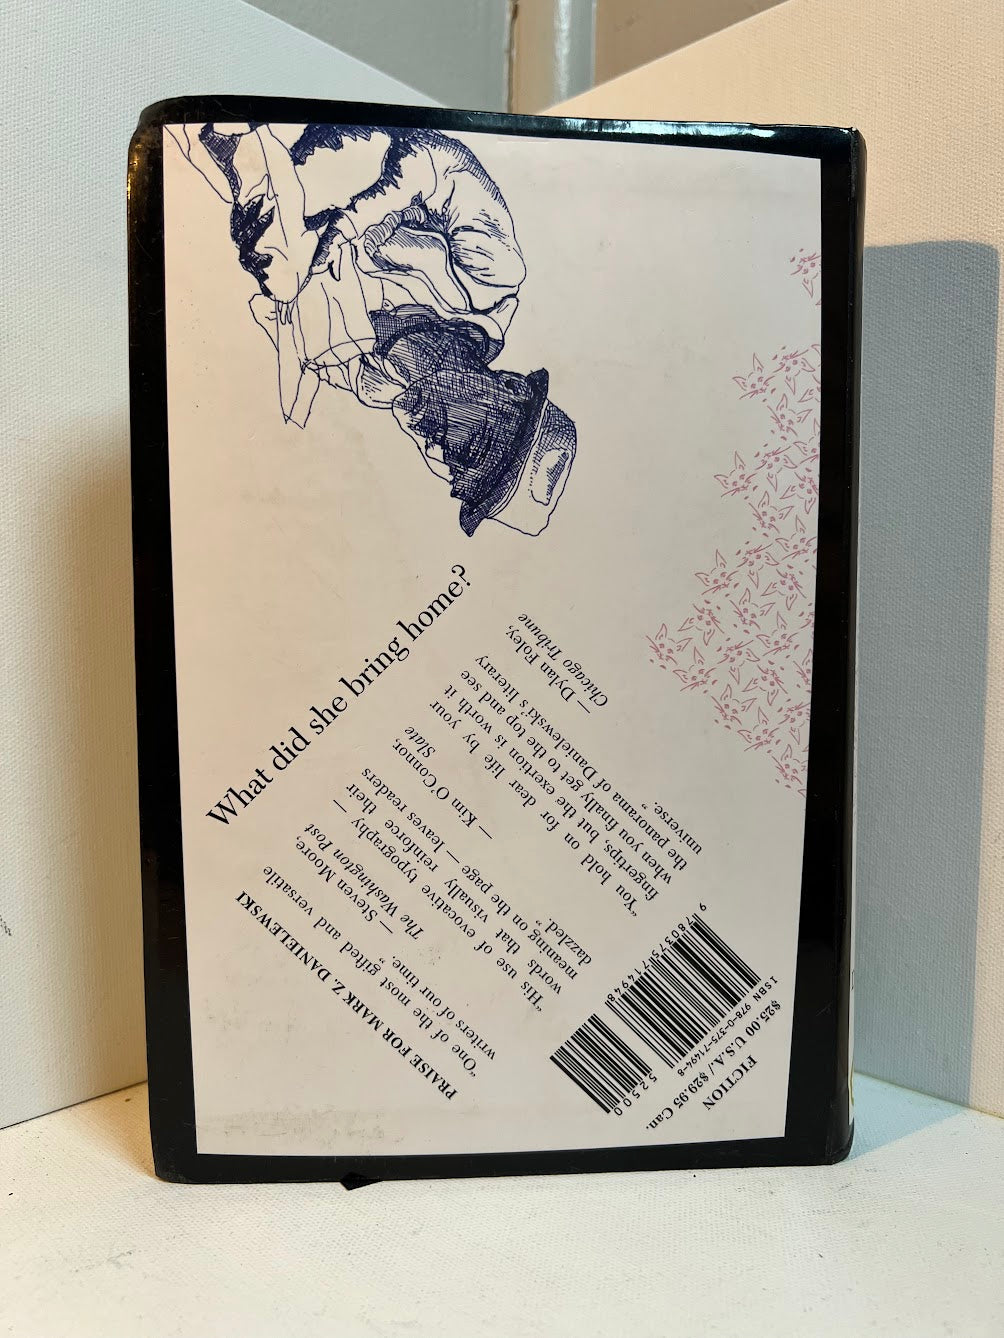 What did she bring home?
PRAISE FOR MARK Z. DANIELEWSKI
“One of the most gifted and versatile
writers of our time.”
— Steven Moore,
The Washington Post
“His use of evocative typography—
words that visually reinforce their
meaning on the page—leaves readers
dazzled.”
— Kim O'Connor,
Slate
“You hold on for dear life by your
fingertips, but the exertion is worth it
when you finally get to the top and see
the panorama of Danielewski's literary
universe.”
— Dylan Foley,
Chicago Tribune
FICTION
$25.00 U.S.A. / $29.95 Can.
ISBN 978-0-375-71494-8
52500
9 780375 714948